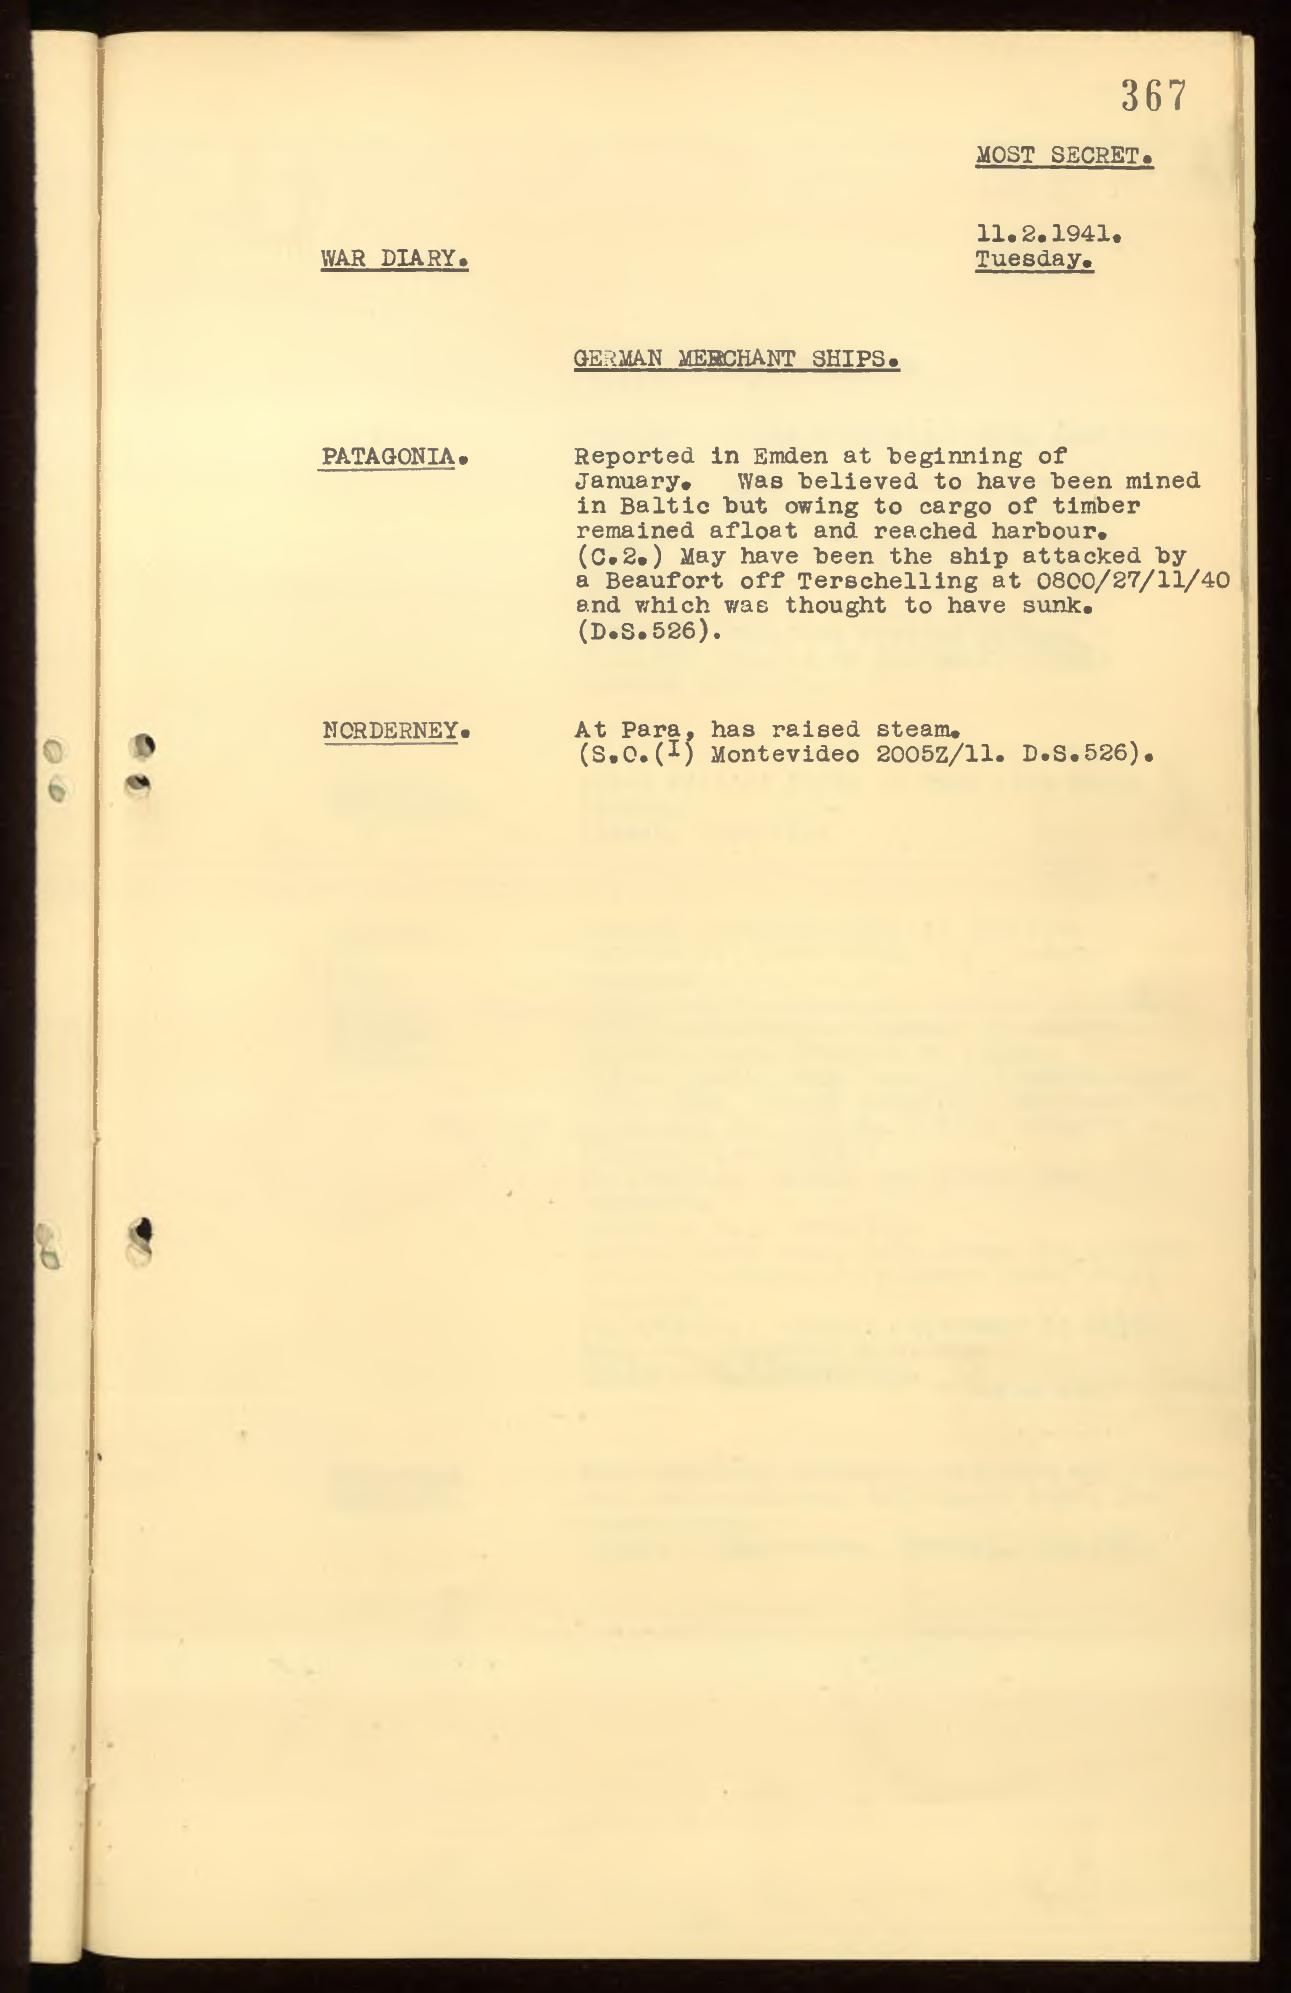 367
MOST SECRET.
11.2.1941.
WAR DIARY.
Tuesday.
GERMAN MERCHANT SHIPS.
PATAGONIA.
Reported in Emden at beginning of
January. Was believed to have been mined
in Baltic but owing to cargo of timber
remained afloat and reached harbour.
(C.2.) May have been the ship attacked by
a Beaufort off Terschelling at 0800/27/11/40
and which was thought to have sunk.
(D.S.526).
NORDERNEY.
At Para, has raised steam.
(S.O.(I) Montevideo 2005Z/11. D.S.526).